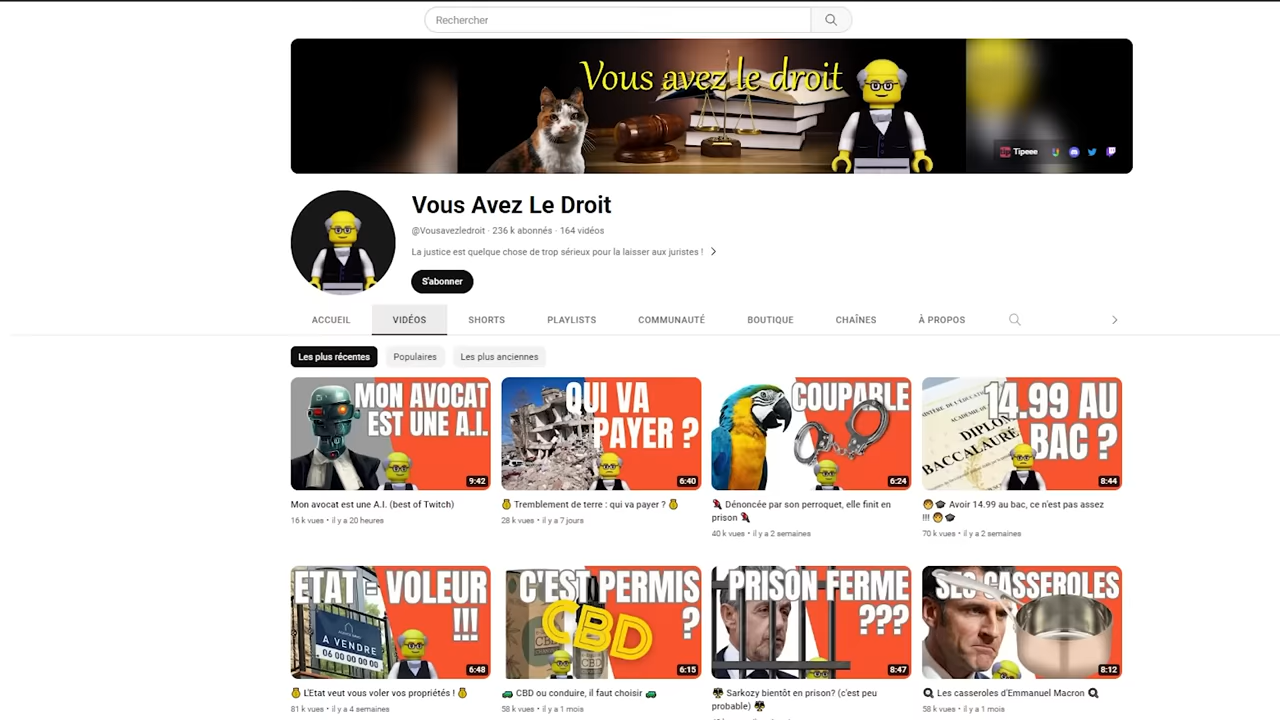 Rechercher
Vous avez le droit
Tipeee
Vous Avez Le Droit
@Vousavezledroit · 236 k abonnés · 164 vidéos
La justice est quelque chose de trop sérieux pour la laisser aux juristes !
S'abonner
ACCUEIL
VIDÉOS
SHORTS
PLAYLISTS
COMMUNAUTÉ
BOUTIQUE
CHAÎNES
À PROPOS
Les plus récentes
Populaires
Les plus anciennes
MON AVOCAT
EST UNE A.I.
9:42
QUI VA
PAYER ?
6:40
COUPABLE
6:24
DIPLOME
BACCALAURÉAT
14.99 AU
BAC ?
8:44
Mon avocat est une A.I. (best of Twitch)
16 k vues • il y a 20 heures
Tremblement de terre : qui va payer ?
28 k vues • il y a 7 jours
Dénoncée par son perroquet, elle finit en
prison
40 k vues • il y a 2 semaines
Avoir 14.99 au bac, ce n'est pas assez
!!!
70 k vues • il y a 2 semaines
ETAT = VOLEUR
!!!
À VENDRE
06 00 00 00 00
6:48
C'EST PERMIS
?
CBD
6:15
PRISON FERME
???
8:47
SES CASSEROLES
8:12
L'Etat veut vous voler vos propriétés !
81 k vues • il y a 4 semaines
CBD ou conduire, il faut choisir
58 k vues • il y a 1 mois
Sarkozy bientôt en prison? (c'est peu
probable)
Les casseroles d'Emmanuel Macron
58 k vues • il y a 1 mois